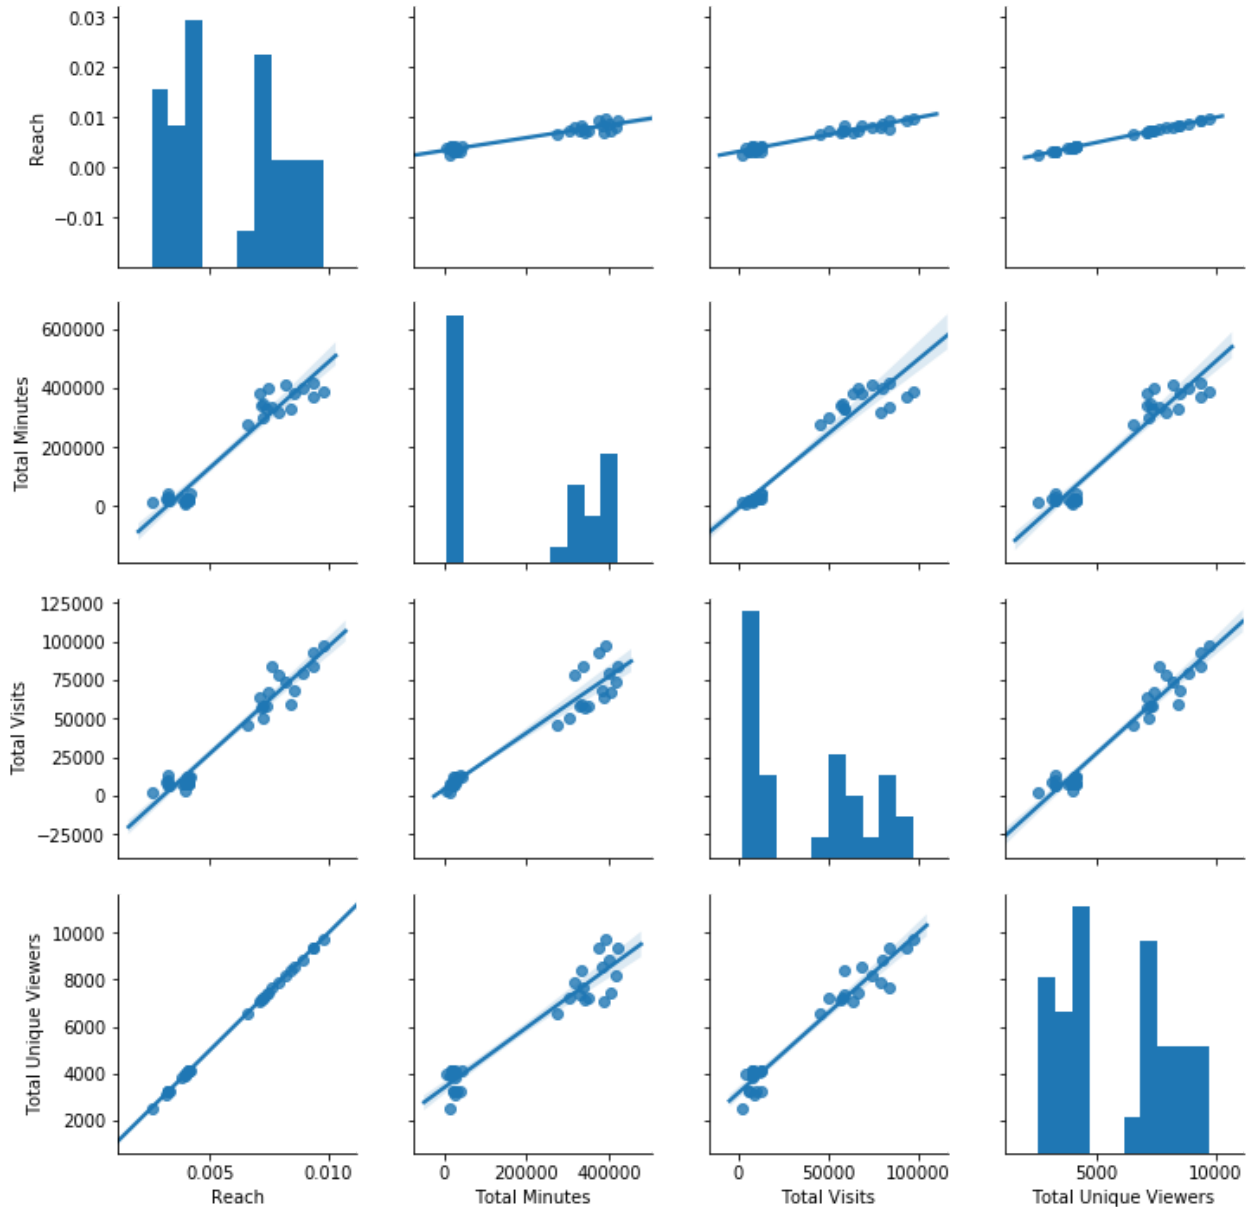 0.03
0.02
0.01
0.00
−0.01
Reach
600000
400000
200000
0
Total Minutes
125000
100000
75000
50000
25000
0
−25000
Total Visits
10000
8000
6000
4000
2000
Total Unique Viewers
0.005 0.010
Reach
0 200000 400000
Total Minutes
0 50000 100000
Total Visits
5000 10000
Total Unique Viewers